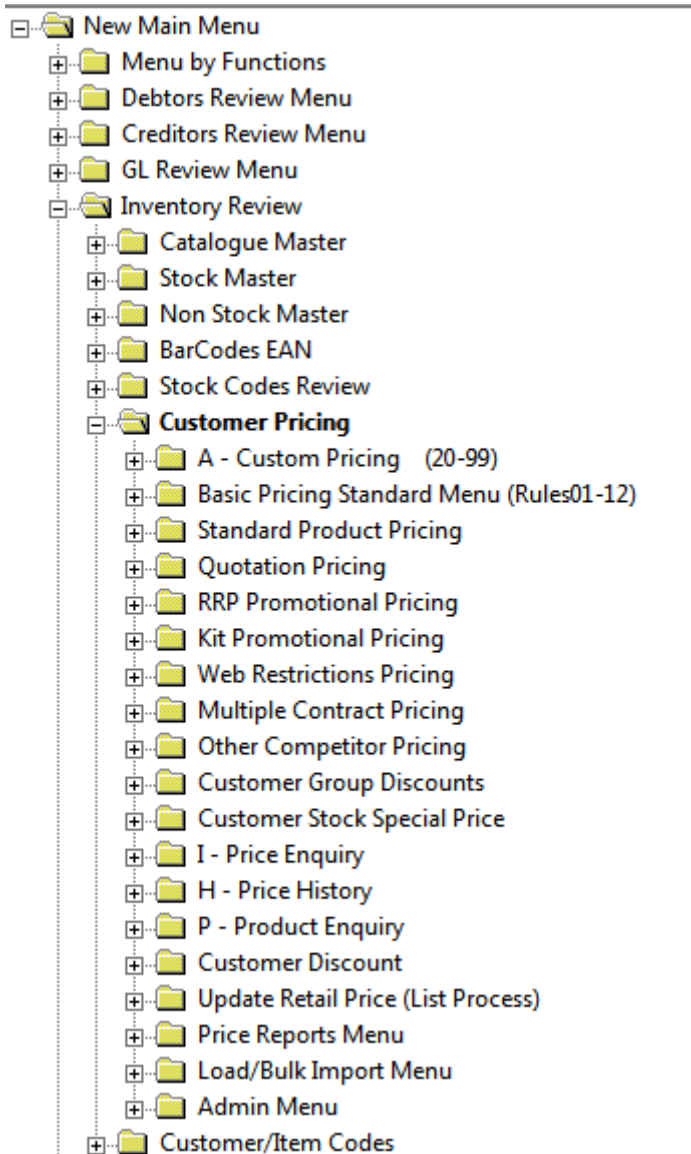 New Main Menu
Menu by Functions
Debtors Review Menu
Creditors Review Menu
GL Review Menu
Inventory Review
Catalogue Master
Stock Master
Non Stock Master
BarCodes EAN
Stock Codes Review
Customer Pricing
A - Custom Pricing (20-99)
Basic Pricing Standard Menu (Rules01-12)
Standard Product Pricing
Quotation Pricing
RRP Promotional Pricing
Kit Promotional Pricing
Web Restrictions Pricing
Multiple Contract Pricing
Other Competitor Pricing
Customer Group Discounts
Customer Stock Special Price
I - Price Enquiry
H - Price History
P - Product Enquiry
Customer Discount
Update Retail Price (List Process)
Price Reports Menu
Load/Bulk Import Menu
Admin Menu
Customer/Item Codes